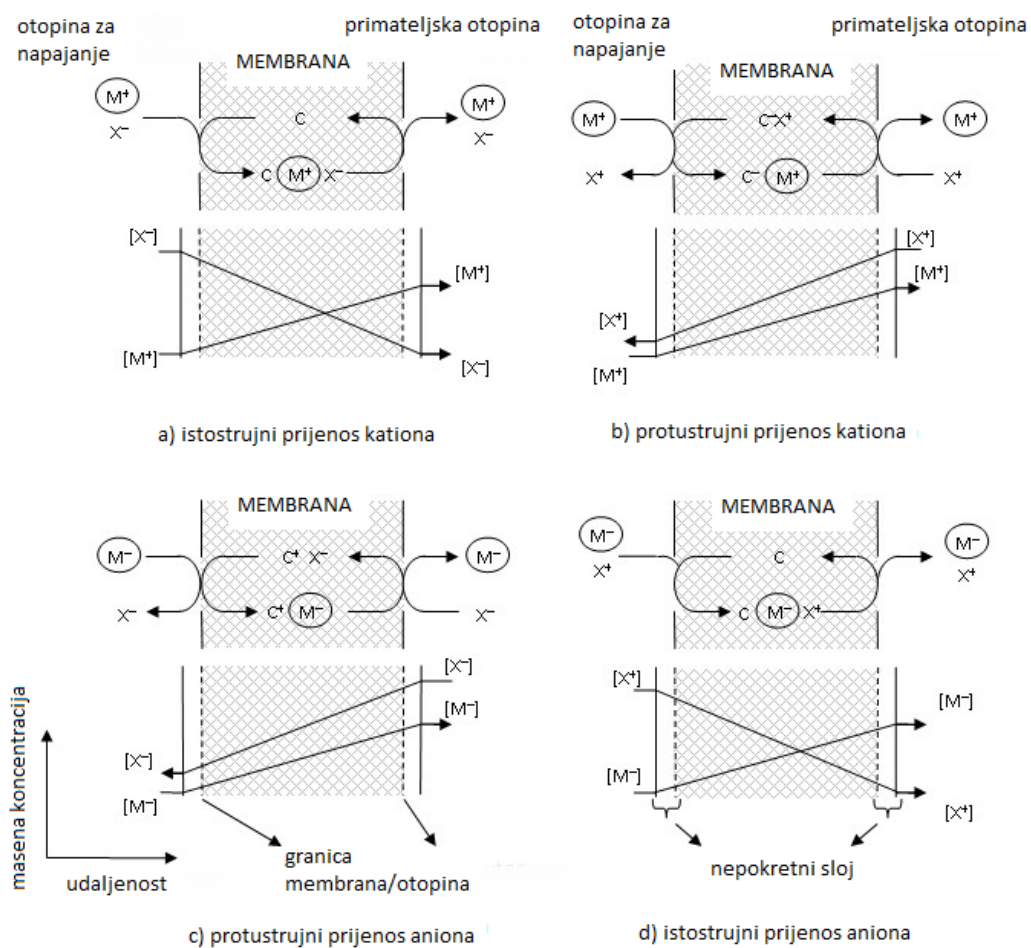 otopina za
napajanje
primateljska otopina
MEMBRANA
M⁺
X⁻
C
C M⁺ X⁻
M⁺
X⁻
[X⁻]
[M⁺]
[M⁺]
[X⁻]
a) istostrujni prijenos kationa
otopina za
napajanje
primateljska otopina
MEMBRANA
M⁺
X⁺
C⁻X⁺
C⁻ M⁺
M⁺
X⁺
[X⁺]
[M⁺]
[X⁺]
[M⁺]
b) protustrujni prijenos kationa
MEMBRANA
M⁻
X⁻
C⁺ X⁻
C⁺ M⁻
M⁻
X⁻
[X⁻]
[M⁻]
[X⁻]
[M⁻]
masena koncentracija
udaljenost
granica
membrana/otopina
c) protustrujni prijenos aniona
MEMBRANA
M⁻
X⁺
C
C M⁻ X⁺
M⁻
X⁺
[X⁺]
[M⁻]
[M⁻]
[X⁺]
nepokretni sloj
d) istostrujni prijenos aniona